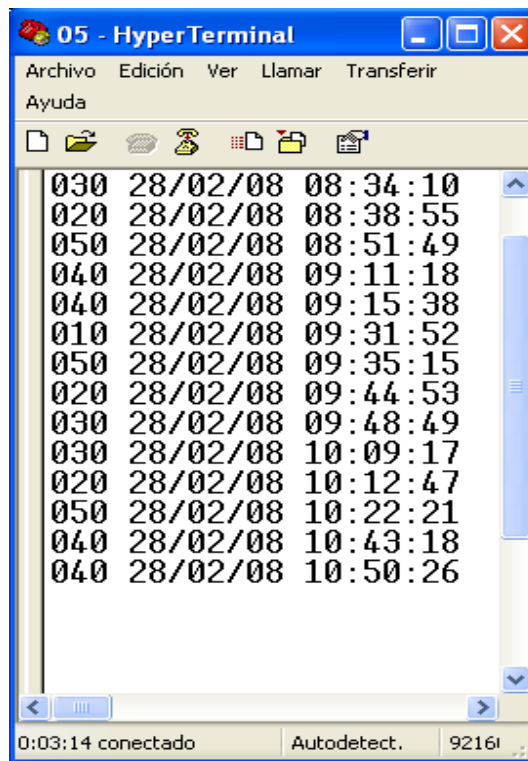 05 - HyperTerminal
Archivo Edición Ver Llamar Transferir
Ayuda
030 28/02/08 08:34:10
020 28/02/08 08:38:55
050 28/02/08 08:51:49
040 28/02/08 09:11:18
040 28/02/08 09:15:38
010 28/02/08 09:31:52
050 28/02/08 09:35:15
020 28/02/08 09:44:53
030 28/02/08 09:48:49
030 28/02/08 10:09:17
020 28/02/08 10:12:47
050 28/02/08 10:22:21
040 28/02/08 10:43:18
040 28/02/08 10:50:26
0:03:14 conectado Autodetect.